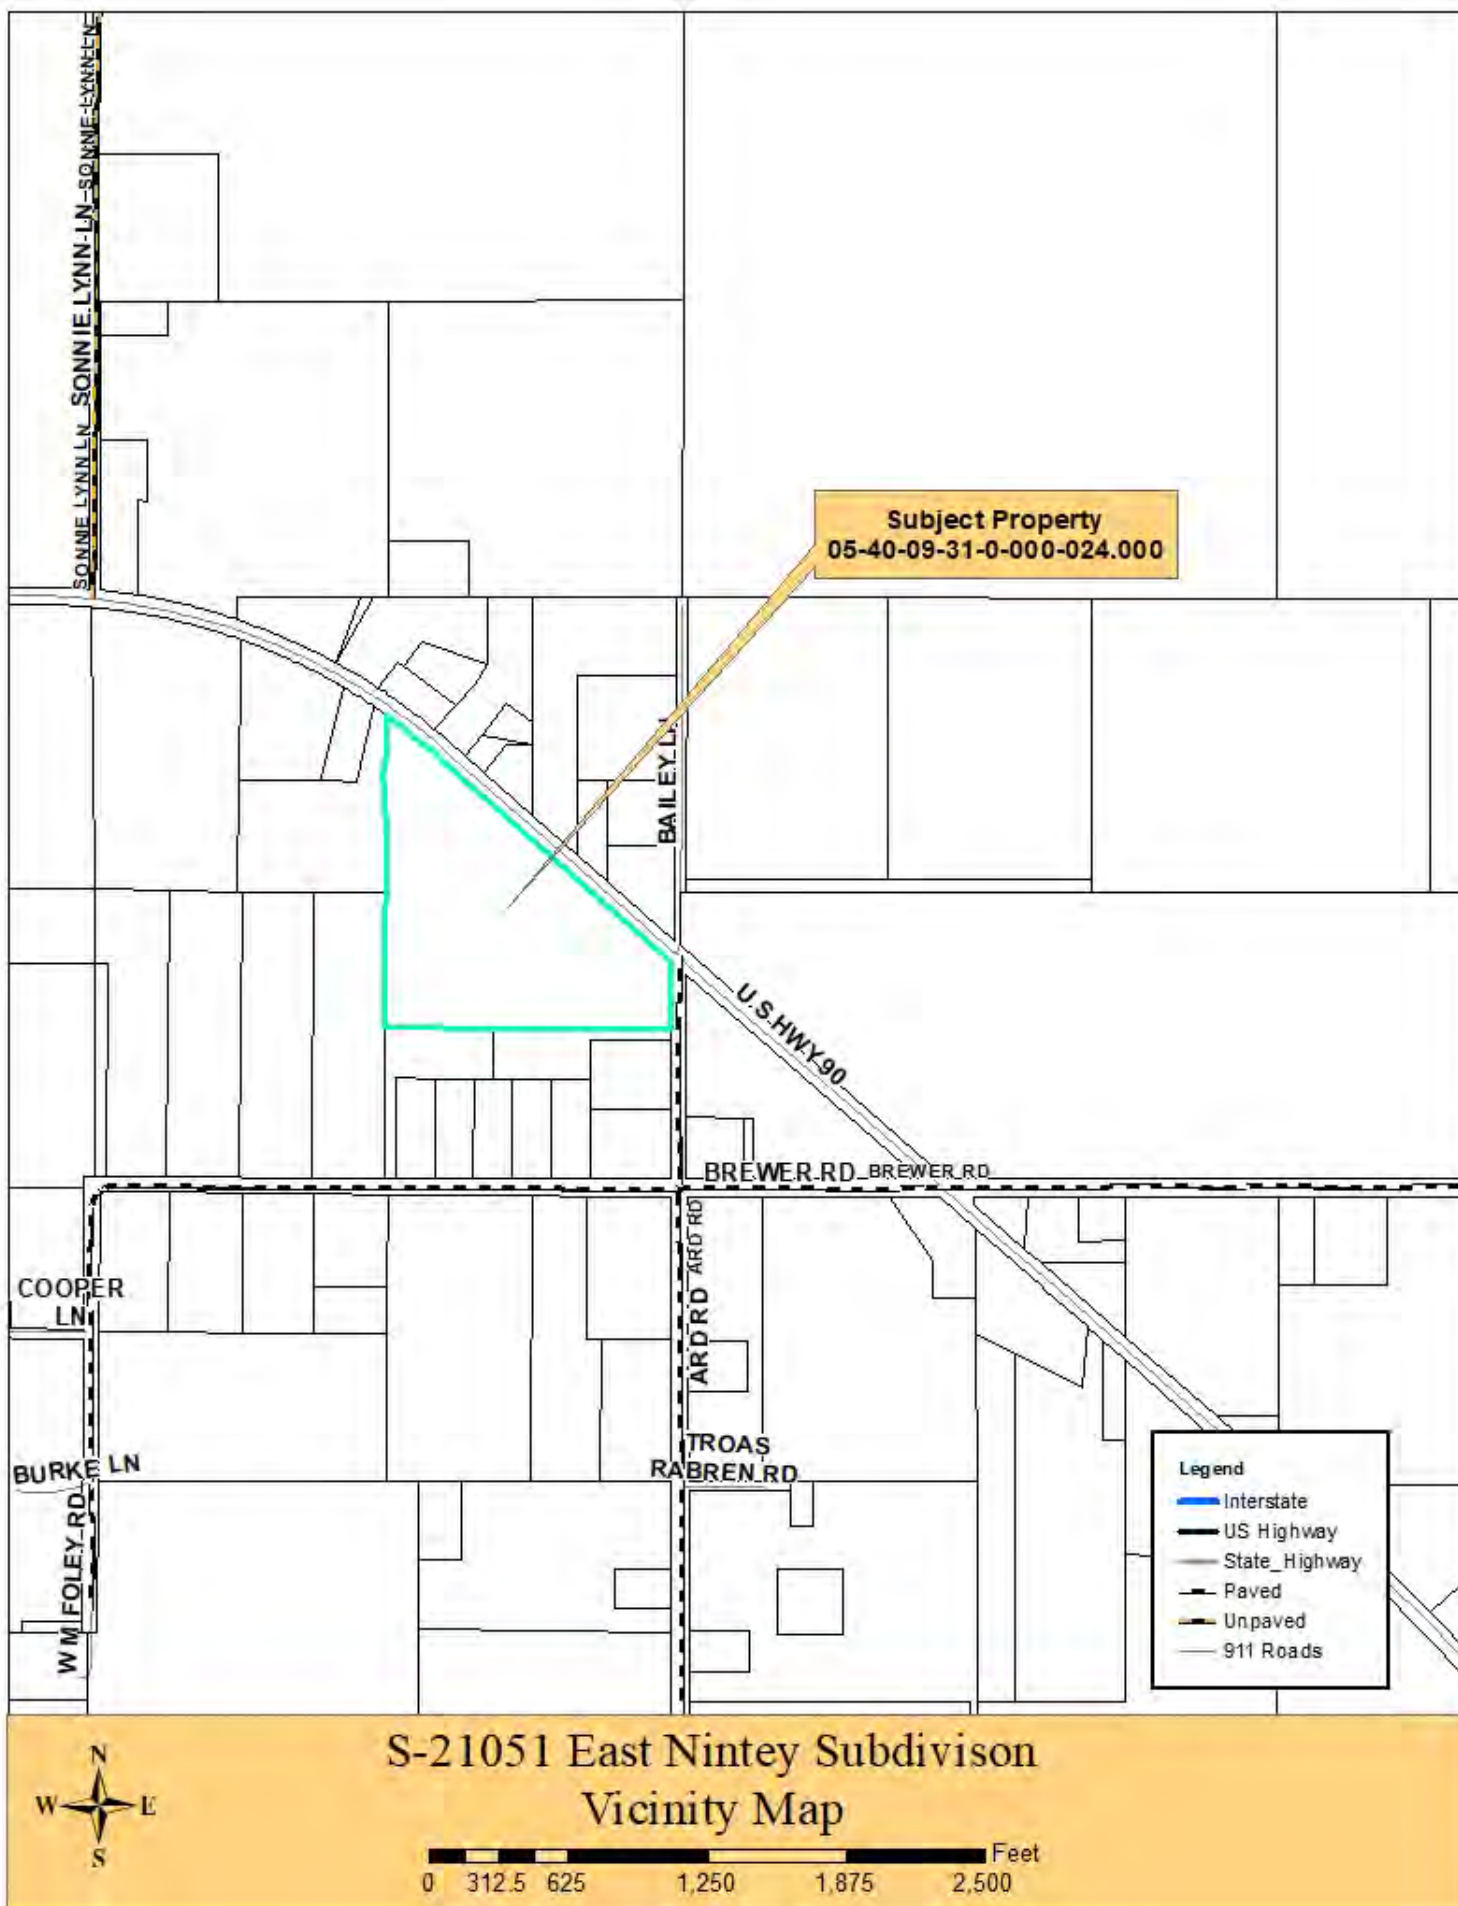 SONNIE LYNN LN
SONNIE LYNN LN
SONNIE LYNN LN
SONNIE LYNN LN
Subject Property
05-40-09-31-0-000-024.000
BAILEY LN
U.S HWY 90
BREWER RD
BREWER RD
ARD RD
ARD RD
COOPER
LN
TROAS
RABREN RD
BURKE LN
WM FOLEY RD
Legend
Interstate
US Highway
State_Highway
Paved
Unpaved
911 Roads
S-21051 East Nintey Subdivison
Vicinity Map
N
W
E
S
Feet
0 312.5 625 1,250 1,875 2,500